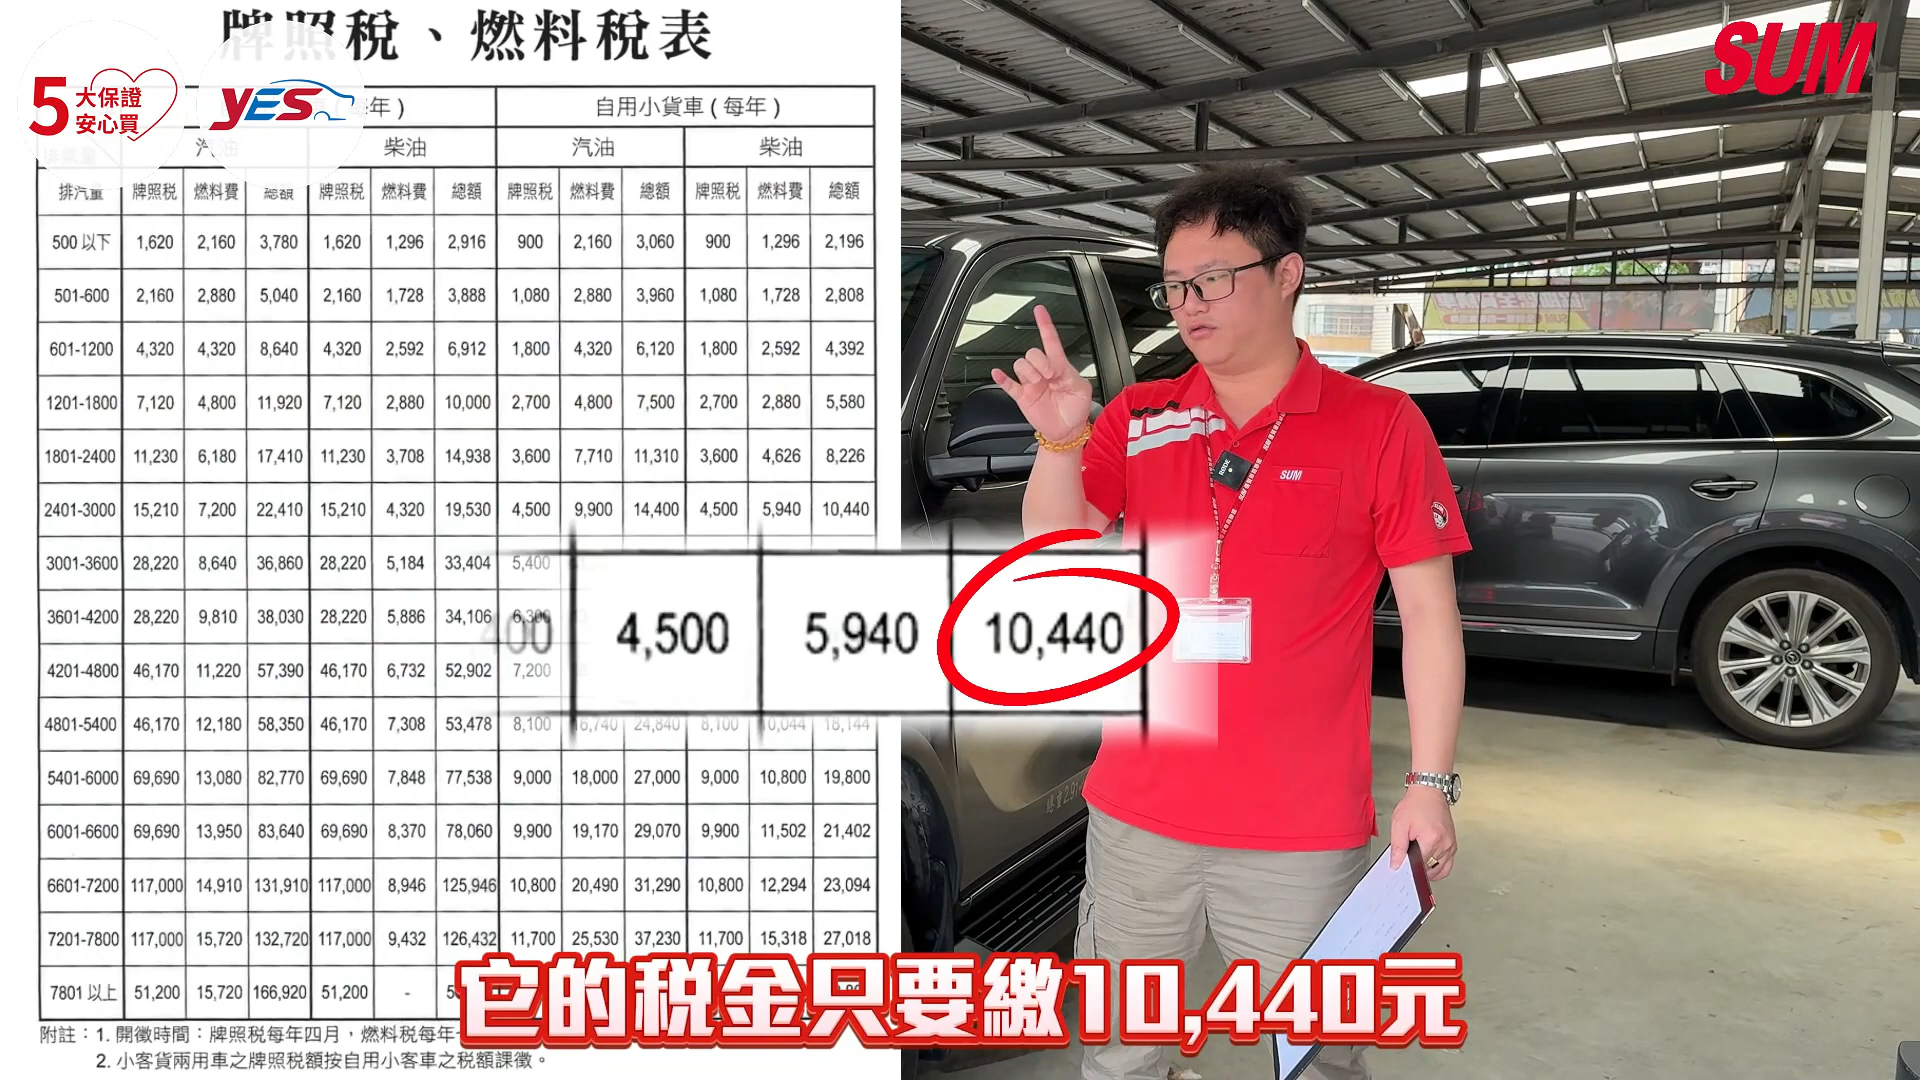 牌照稅、燃料稅表
5大保證
安心買
YES
SUM
年) 自用小貨車(每年)
汽油 柴油 汽油 柴油
排汽量 牌照稅 燃料費 總額 牌照稅 燃料費 總額 牌照稅 燃料費 總額 牌照稅 燃料費 總額
500 以下 1,620 2,160 3,780 1,620 1,296 2,916 900 2,160 3,060 900 1,296 2,196
501-600 2,160 2,880 5,040 2,160 1,728 3,888 1,080 2,880 3,960 1,080 1,728 2,808
601-1200 4,320 4,320 8,640 4,320 2,592 6,912 1,800 4,320 6,120 1,800 2,592 4,392
1201-1800 7,120 4,800 11,920 7,120 2,880 10,000 2,700 4,800 7,500 2,700 2,880 5,580
1801-2400 11,230 6,180 17,410 11,230 3,708 14,938 3,600 7,710 11,310 3,600 4,626 8,226
2401-3000 15,210 7,200 22,410 15,210 4,320 19,530 4,500 9,900 14,400 4,500 5,940 10,440
3001-3600 28,220 8,640 36,860 28,220 5,184 33,404 5,400
3601-4200 28,220 9,810 38,030 28,220 5,886 34,106 6,300
4201-4800 46,170 11,220 57,390 46,170 6,732 52,902 7,200
4801-5400 46,170 12,180 58,350 46,170 7,308 53,478 8,100 16,740 24,840 8,100 10,044 18,144
5401-6000 69,690 13,080 82,770 69,690 7,848 77,538 9,000 18,000 27,000 9,000 10,800 19,800
6001-6600 69,690 13,950 83,640 69,690 8,370 78,060 9,900 19,170 29,070 9,900 11,502 21,402
6601-7200 117,000 14,910 131,910 117,000 8,946 125,946 10,800 20,490 31,290 10,800 12,294 23,094
7201-7800 117,000 15,720 132,720 117,000 9,432 126,432 11,700 25,530 37,230 11,700 15,318 27,018
7801 以上 51,200 15,720 166,920 51,200 -
附註：1. 開徵時間：牌照稅每年四月，燃料稅每年
2. 小客貨兩用車之牌照稅額按自用小客車之稅額課徵。
400 4,500 5,940 10,440
SUM
RODE
它的稅金只要繳10,440元